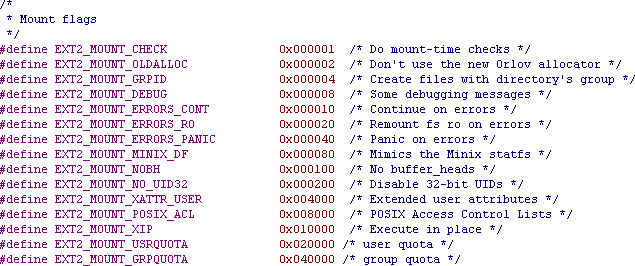 /*
 * Mount flags
 */
#define EXT2_MOUNT_CHECK 0x000001 /* Do mount-time checks */
#define EXT2_MOUNT_OLDALLOC 0x000002 /* Don't use the new Orlov allocator */
#define EXT2_MOUNT_GRPID 0x000004 /* Create files with directory's group */
#define EXT2_MOUNT_DEBUG 0x000008 /* Some debugging messages */
#define EXT2_MOUNT_ERRORS_CONT 0x000010 /* Continue on errors */
#define EXT2_MOUNT_ERRORS_RO 0x000020 /* Remount fs ro on errors */
#define EXT2_MOUNT_ERRORS_PANIC 0x000040 /* Panic on errors */
#define EXT2_MOUNT_MINIX_DF 0x000080 /* Mimics the Minix statfs */
#define EXT2_MOUNT_NOBH 0x000100 /* No buffer_heads */
#define EXT2_MOUNT_NO_UID32 0x000200 /* Disable 32-bit UIDs */
#define EXT2_MOUNT_XATTR_USER 0x004000 /* Extended user attributes */
#define EXT2_MOUNT_POSIX_ACL 0x008000 /* POSIX Access Control Lists */
#define EXT2_MOUNT_XIP 0x010000 /* Execute in place */
#define EXT2_MOUNT_USRQUOTA 0x020000 /* user quota */
#define EXT2_MOUNT_GRPQUOTA 0x040000 /* group quota */